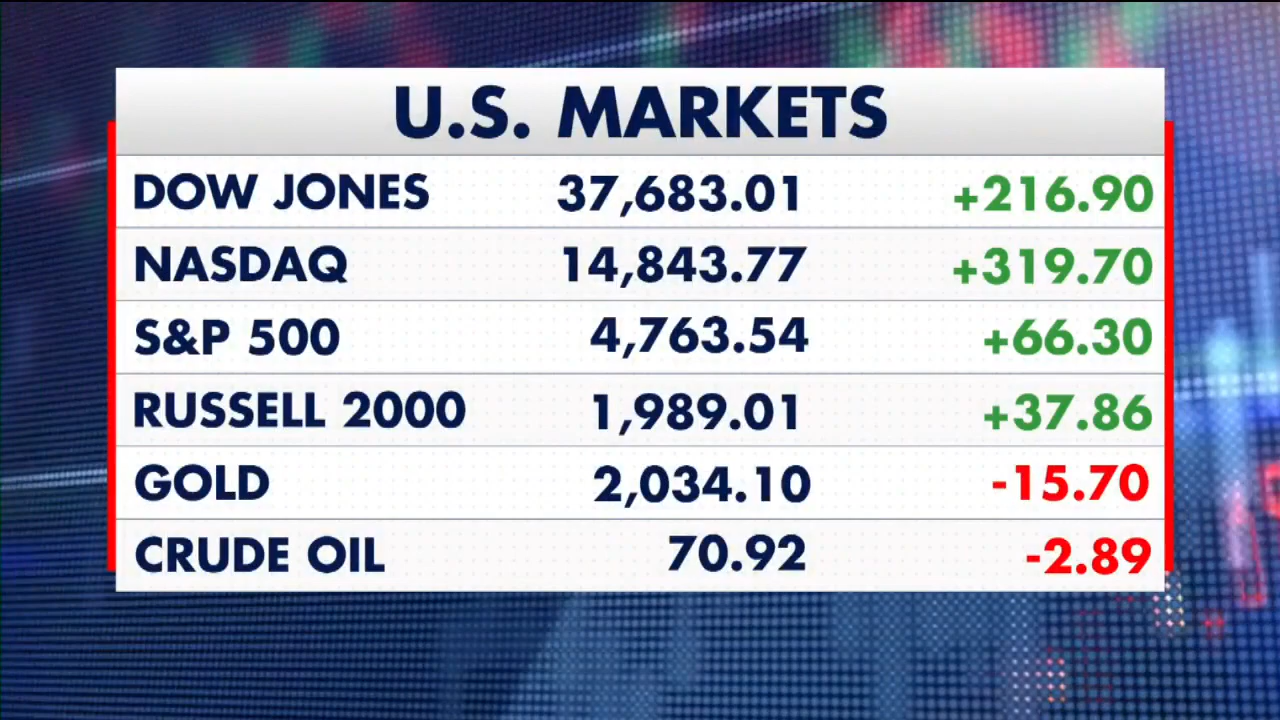 U.S. MARKETS
DOW JONES 37,683.01 +216.90
NASDAQ 14,843.77 +319.70
S&P 500 4,763.54 +66.30
RUSSELL 2000 1,989.01 +37.86
GOLD 2,034.10 -15.70
CRUDE OIL 70.92 -2.89